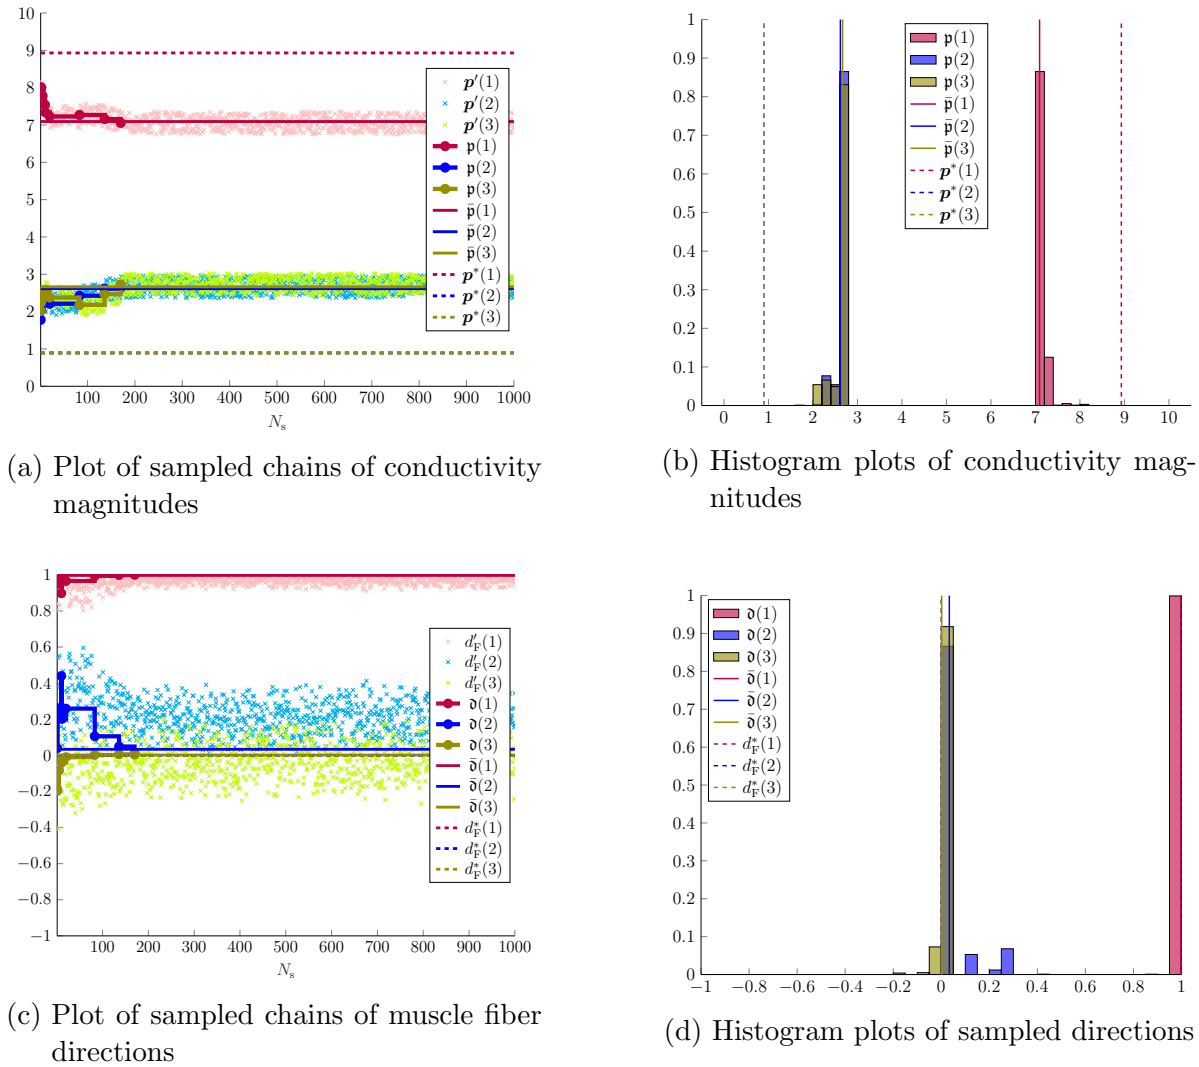 10
9
8
7
6
5
4
3
2
1
0
100 200 300 400 500 600 700 800 900 1000
Nₛ
𝒑′(1)
𝒑′(2)
𝒑′(3)
𝔭(1)
𝔭(2)
𝔭(3)
𝔭̄(1)
𝔭̄(2)
𝔭̄(3)
𝒑*(1)
𝒑*(2)
𝒑*(3)
(a) Plot of sampled chains of conductivity
magnitudes
1
0.9
0.8
0.7
0.6
0.5
0.4
0.3
0.2
0.1
0
0 1 2 3 4 5 6 7 8 9 10
𝔭(1)
𝔭(2)
𝔭(3)
𝔭̄(1)
𝔭̄(2)
𝔭̄(3)
𝒑*(1)
𝒑*(2)
𝒑*(3)
(b) Histogram plots of conductivity mag-
nitudes
1
0.8
0.6
0.4
0.2
0
−0.2
−0.4
−0.6
−0.8
−1
100 200 300 400 500 600 700 800 900 1000
Nₛ
d′_F(1)
d′_F(2)
d′_F(3)
𝔡(1)
𝔡(2)
𝔡(3)
𝔡̄(1)
𝔡̄(2)
𝔡̄(3)
d*_F(1)
d*_F(2)
d*_F(3)
(c) Plot of sampled chains of muscle fiber
directions
1
0.9
0.8
0.7
0.6
0.5
0.4
0.3
0.2
0.1
0
−1 −0.8 −0.6 −0.4 −0.2 0 0.2 0.4 0.6 0.8 1
𝔡(1)
𝔡(2)
𝔡(3)
𝔡̄(1)
𝔡̄(2)
𝔡̄(3)
d*_F(1)
d*_F(2)
d*_F(3)
(d) Histogram plots of sampled directions